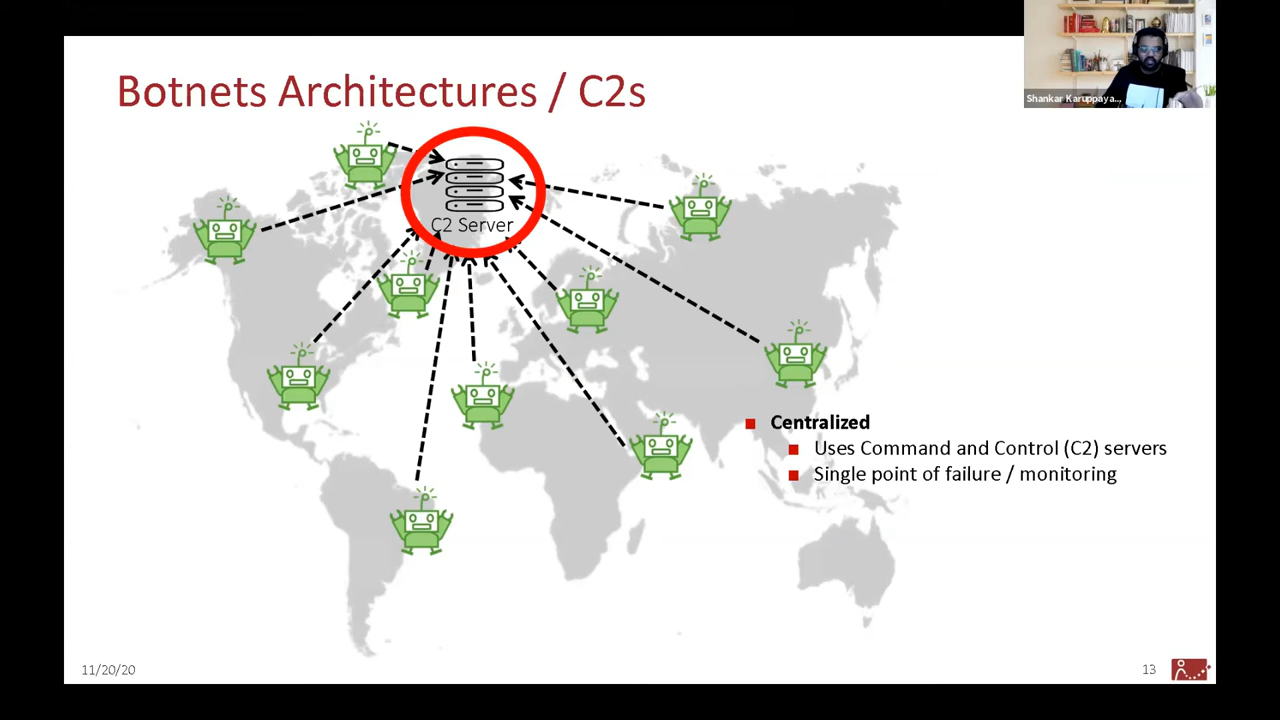 Botnets Architectures / C2s
Shankar Karuppaya...
C2 Server
Centralized
Uses Command and Control (C2) servers
Single point of failure / monitoring
11/20/20
13